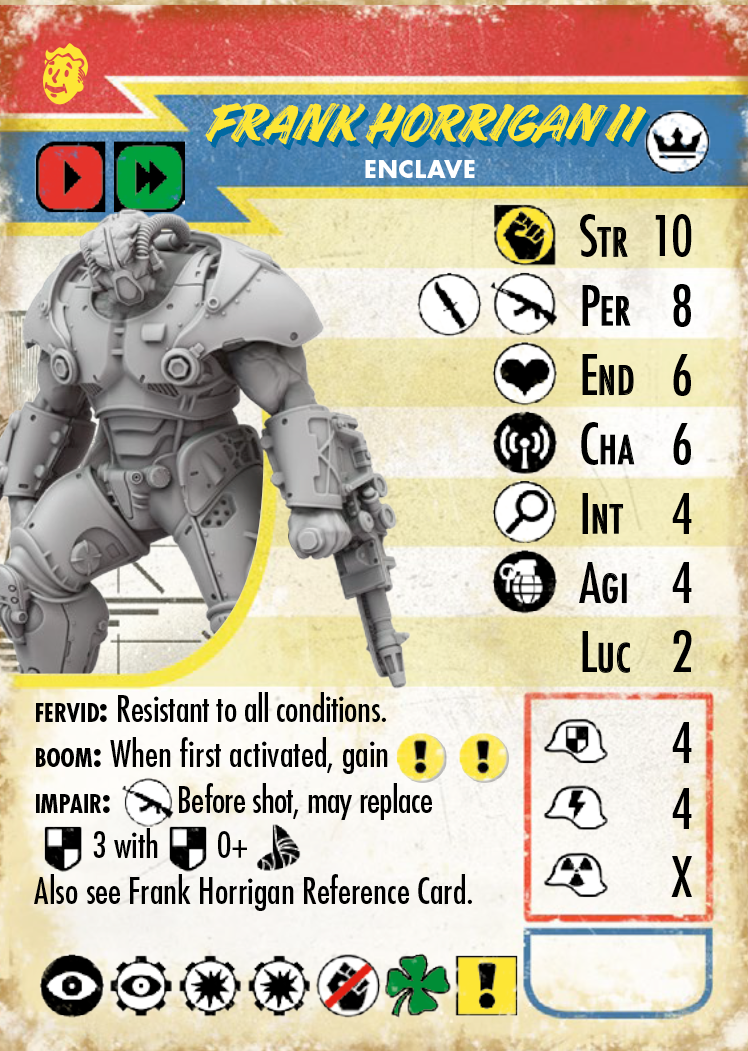 FRANK HORRIGAN II
ENCLAVE
STR 10
PER 8
END 6
CHA 6
INT 4
AGI 4
LUC 2
FERVID: Resistant to all conditions.
BOOM: When first activated, gain ! !
IMPAIR: Before shot, may replace
3 with 0+
Also see Frank Horrigan Reference Card.
4
4
X
!